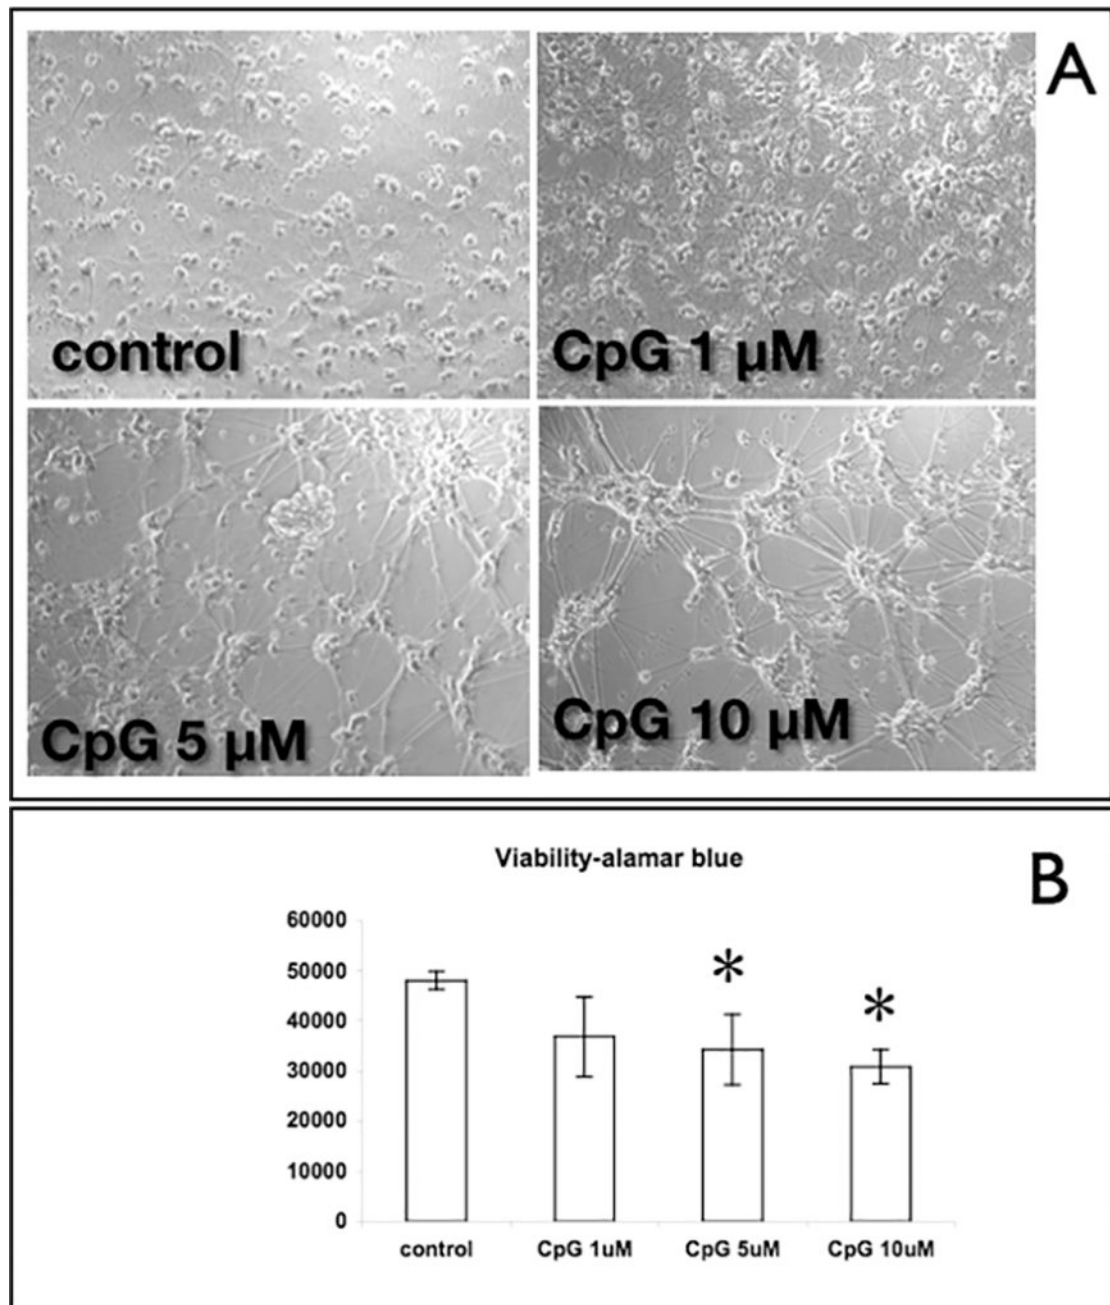 A
control
CpG 1 µM
CpG 5 µM
CpG 10 µM
B
Viability-alamar blue
60000
50000
40000
30000
20000
10000
0
*
*
control
CpG 1uM
CpG 5uM
CpG 10uM